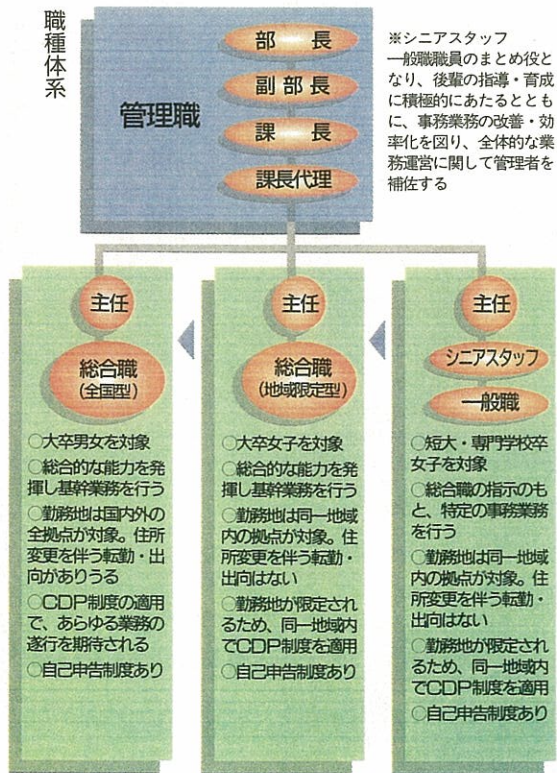 職種体系
管理職
部　長
副部長
課　長
課長代理
※シニアスタッフ
一般職職員のまとめ役と
なり、後輩の指導・育成
に積極的にあたるととも
に、事務業務の改善・効
率化を図り、全体的な業
務運営に関して管理者を
補佐する
主任
総合職
(全国型)
○大卒男女を対象
○総合的な能力を発
揮し基幹業務を行う
○勤務地は国内外の
全拠点が対象。住所
変更を伴う転勤・出
向がありうる
○CDP制度の適用
で、あらゆる業務の
遂行を期待される
○自己申告制度あり
主任
総合職
(地域限定型)
○大卒女子を対象
○総合的な能力を発
揮し基幹業務を行う
○勤務地は同一地域
内の拠点が対象。住
所変更を伴う転勤・
出向はない
○勤務地が限定され
るため、同一地域内
でCDP制度を適用
○自己申告制度あり
主任
シニアスタッフ
一般職
○短大・専門学校卒
女子を対象
○総合職の指示のも
と、特定の事務業務
を行う
○勤務地は同一地域
内の拠点が対象。住
所変更を伴う転勤・
出向はない
○勤務地が限定され
るため、同一地域内
でCDP制度を適用
○自己申告制度あり